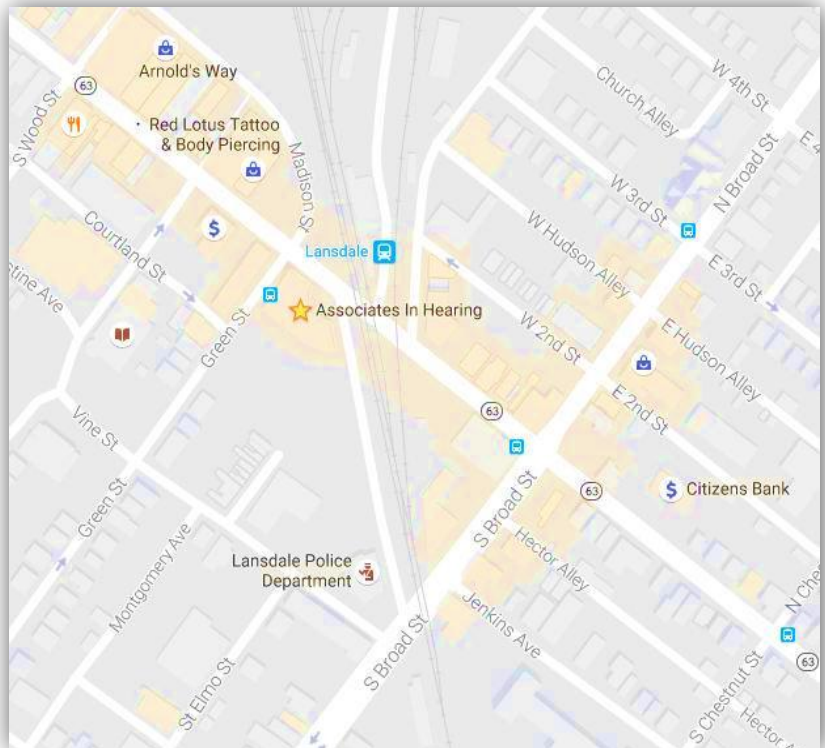 W 4th St
E 4
Church Alley
63
Arnold's Way
S Wood St
Red Lotus Tattoo
& Body Piercing
Madison St
N Broad St
W 3rd St
Courtland St
$
Lansdale
W Hudson Alley
E 3rd St
stine Ave
Associates In Hearing
Green St
W 2nd St
E Hudson Alley
E 2nd St
Vine St
63
63
$ Citizens Bank
S Broad St
Green St
Hector Alley
Montgomery Ave
Lansdale Police
Department
Jenkins Ave
N Ches
S Broad St
63
St Elmo St
S Chestnut St
Hector A